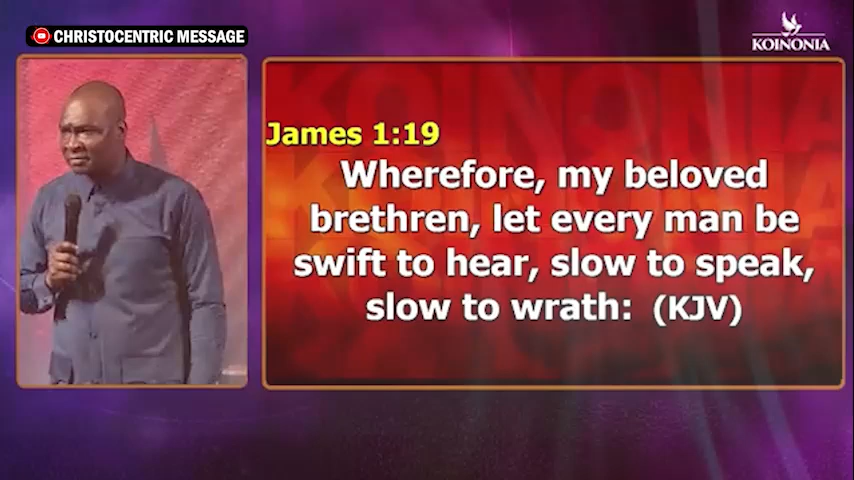 CHRISTOCENTRIC MESSAGE
KOINONIA
James 1:19
Wherefore, my beloved
brethren, let every man be
swift to hear, slow to speak,
slow to wrath: (KJV)